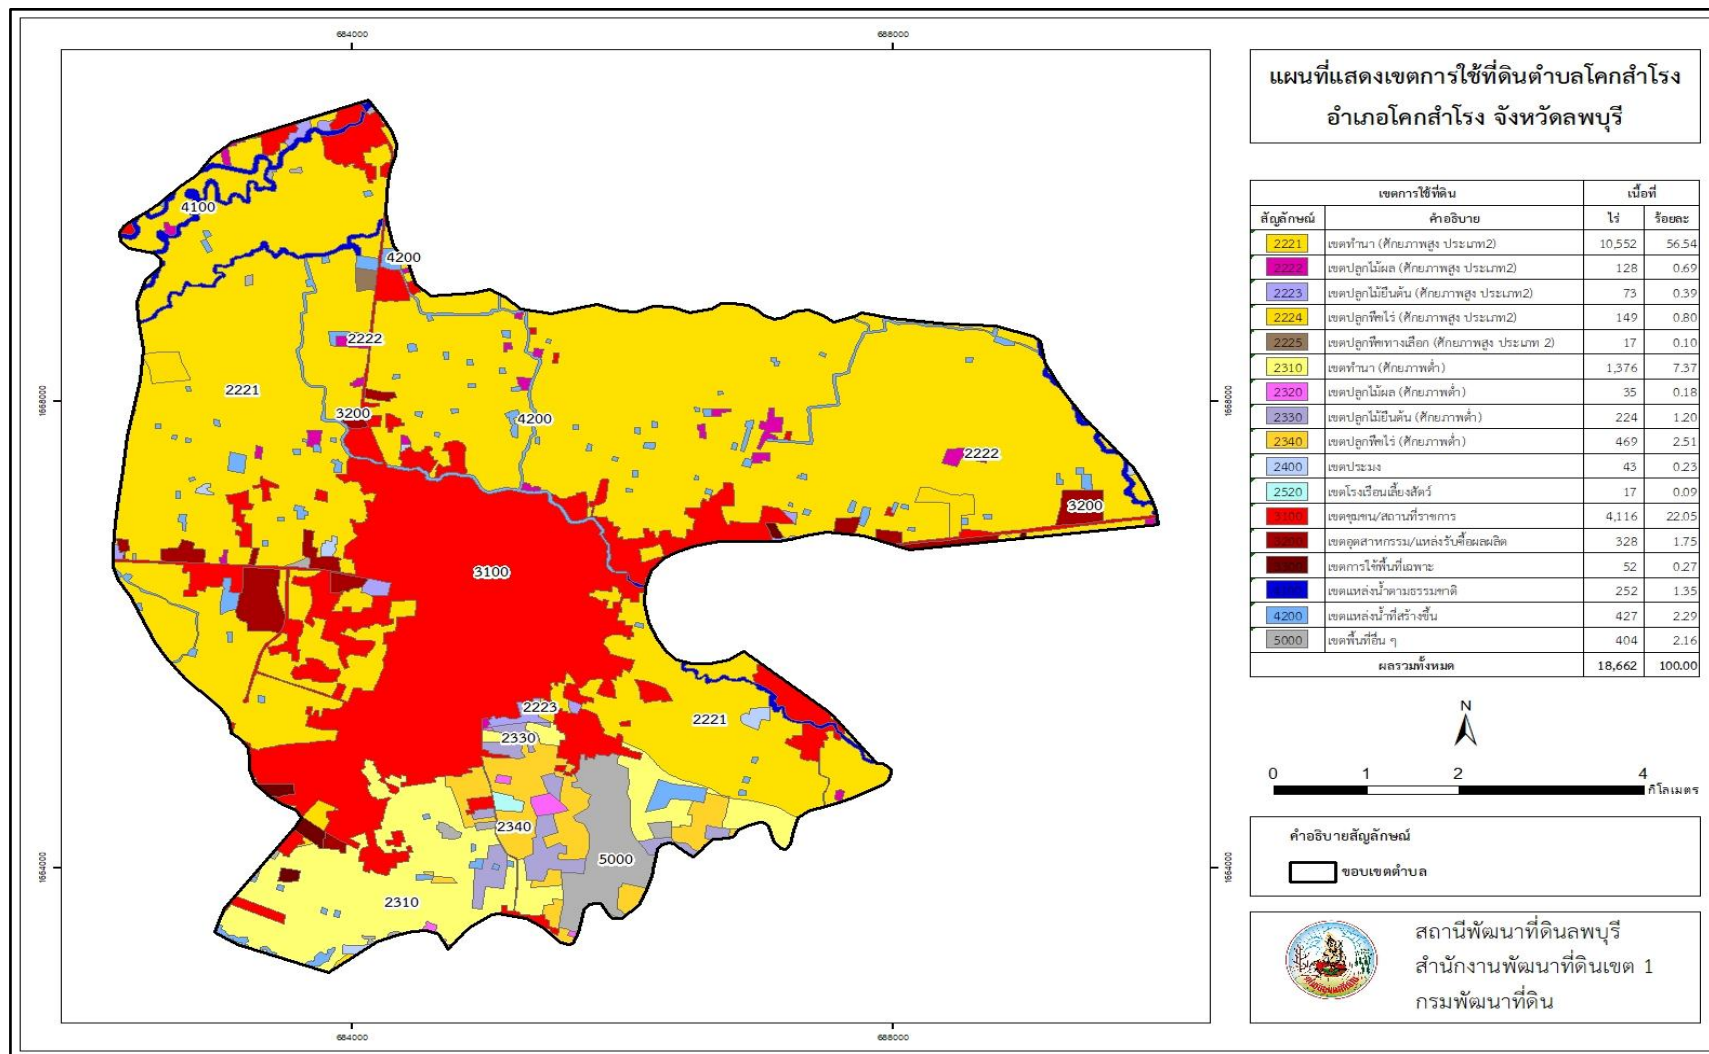 684000
688000
แผนที่แสดงเขตการใช้ที่ดินตำบลโคกสำโรง
อำเภอโคกสำโรง จังหวัดลพบุรี
เขตการใช้ที่ดิน เนื้อที่
สัญลักษณ์ คำอธิบาย ไร่ ร้อยละ
2221 เขตทำนา (ศักยภาพสูง ประเภท2) 10,552 56.54
2222 เขตปลูกไม้ผล (ศักยภาพสูง ประเภท2) 128 0.69
2223 เขตปลูกไม้ยืนต้น (ศักยภาพสูง ประเภท2) 73 0.39
2224 เขตปลูกพืชไร่ (ศักยภาพสูง ประเภท2) 149 0.80
2225 เขตปลูกพืชทางเลือก (ศักยภาพสูง ประเภท 2) 17 0.10
2310 เขตทำนา (ศักยภาพต่ำ) 1,376 7.37
2320 เขตปลูกไม้ผล (ศักยภาพต่ำ) 35 0.18
2330 เขตปลูกไม้ยืนต้น (ศักยภาพต่ำ) 224 1.20
2340 เขตปลูกพืชไร่ (ศักยภาพต่ำ) 469 2.51
2400 เขตประมง 43 0.23
2520 เขตโรงเรือนเลี้ยงสัตว์ 17 0.09
3100 เขตชุมชน/สถานที่ราชการ 4,116 22.05
3200 เขตอุตสาหกรรม/แหล่งรับซื้อผลผลิต 328 1.75
เขตการใช้พื้นที่เฉพาะ 52 0.27
เขตแหล่งน้ำตามธรรมชาติ 252 1.35
4200 เขตแหล่งน้ำที่สร้างขึ้น 427 2.29
5000 เขตพื้นที่อื่น ๆ 404 2.16
ผลรวมทั้งหมด 18,662 100.00
4100
4200
2222
2221
1668000
3200
4200
1668000
2222
3200
3100
2223
2221
2330
2340
5000
1664000
1664000
2310
N
0 1 2 4
กิโลเมตร
คำอธิบายสัญลักษณ์
ขอบเขตตำบล
สถานีพัฒนาที่ดินลพบุรี
สำนักงานพัฒนาที่ดินเขต 1
กรมพัฒนาที่ดิน
684000
688000